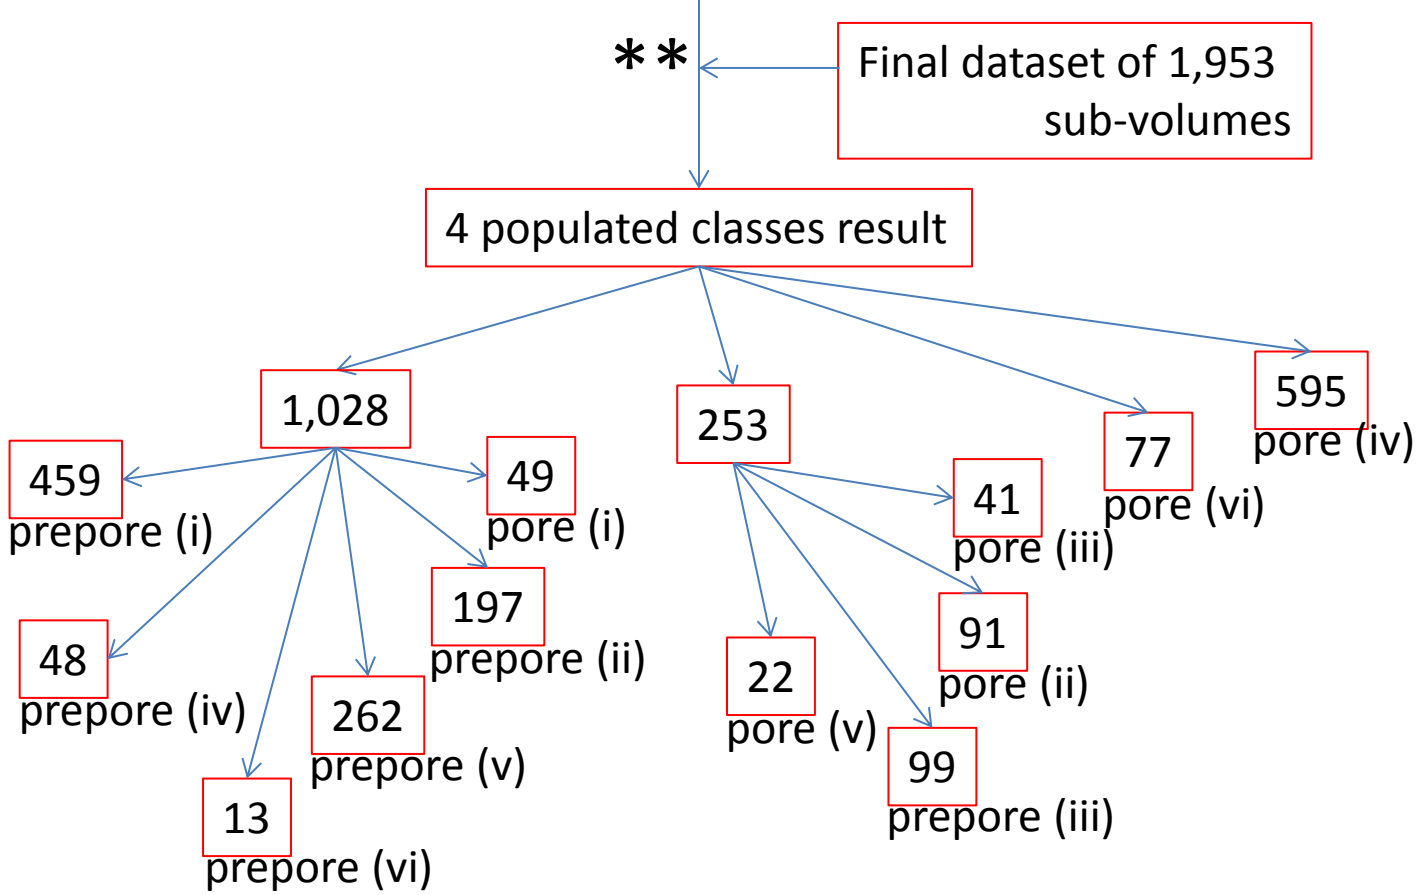 **
Final dataset of 1,953
sub-volumes
4 populated classes result
1,028
253
77
pore (vi)
595
pore (iv)
459
prepore (i)
49
pore (i)
48
prepore (iv)
197
prepore (ii)
262
prepore (v)
13
prepore (vi)
41
pore (iii)
91
pore (ii)
22
pore (v)
99
prepore (iii)